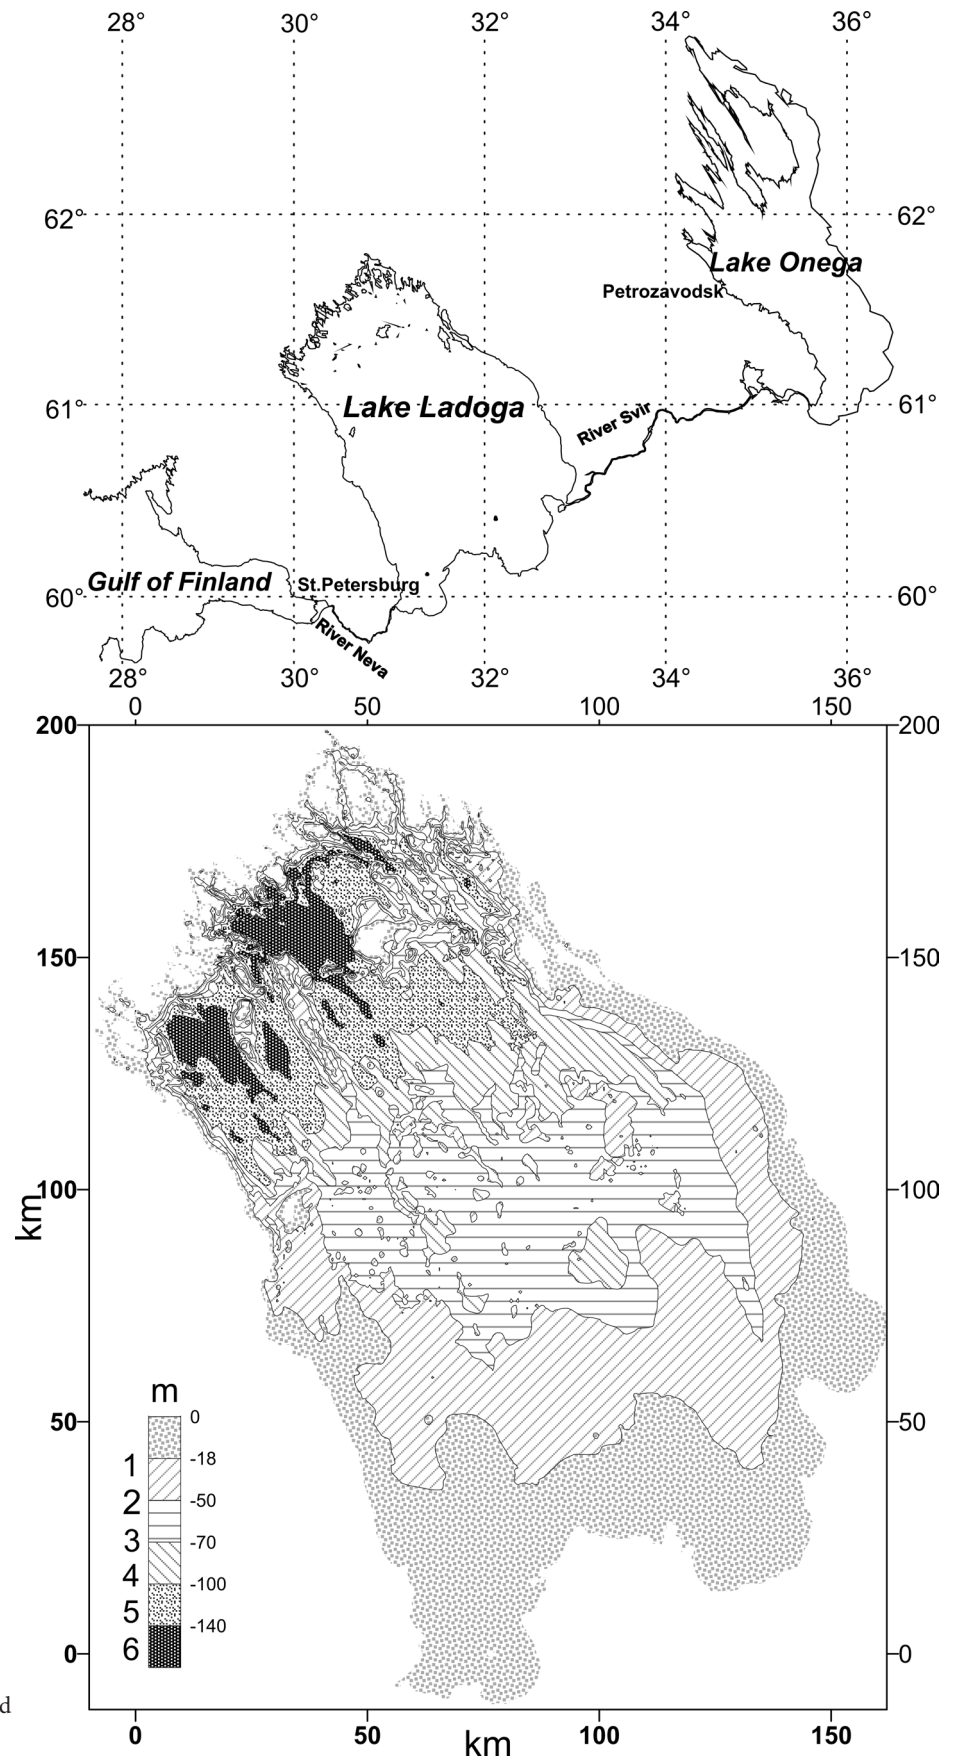 28° 30° 32° 34° 36°
62° 62°
Lake Onega
Petrozavodsk
61° Lake Ladoga 61°
River Svir
Gulf of Finland St.Petersburg
60° 60°
River Neva
28° 30° 32° 34° 36°
0 50 100 150
200 200
150 150
100 100
km
m
0
1 -18
2 -50
50 50
3 -70
4 -100
5 -140
6
0 0
d
0 50 100 150
km